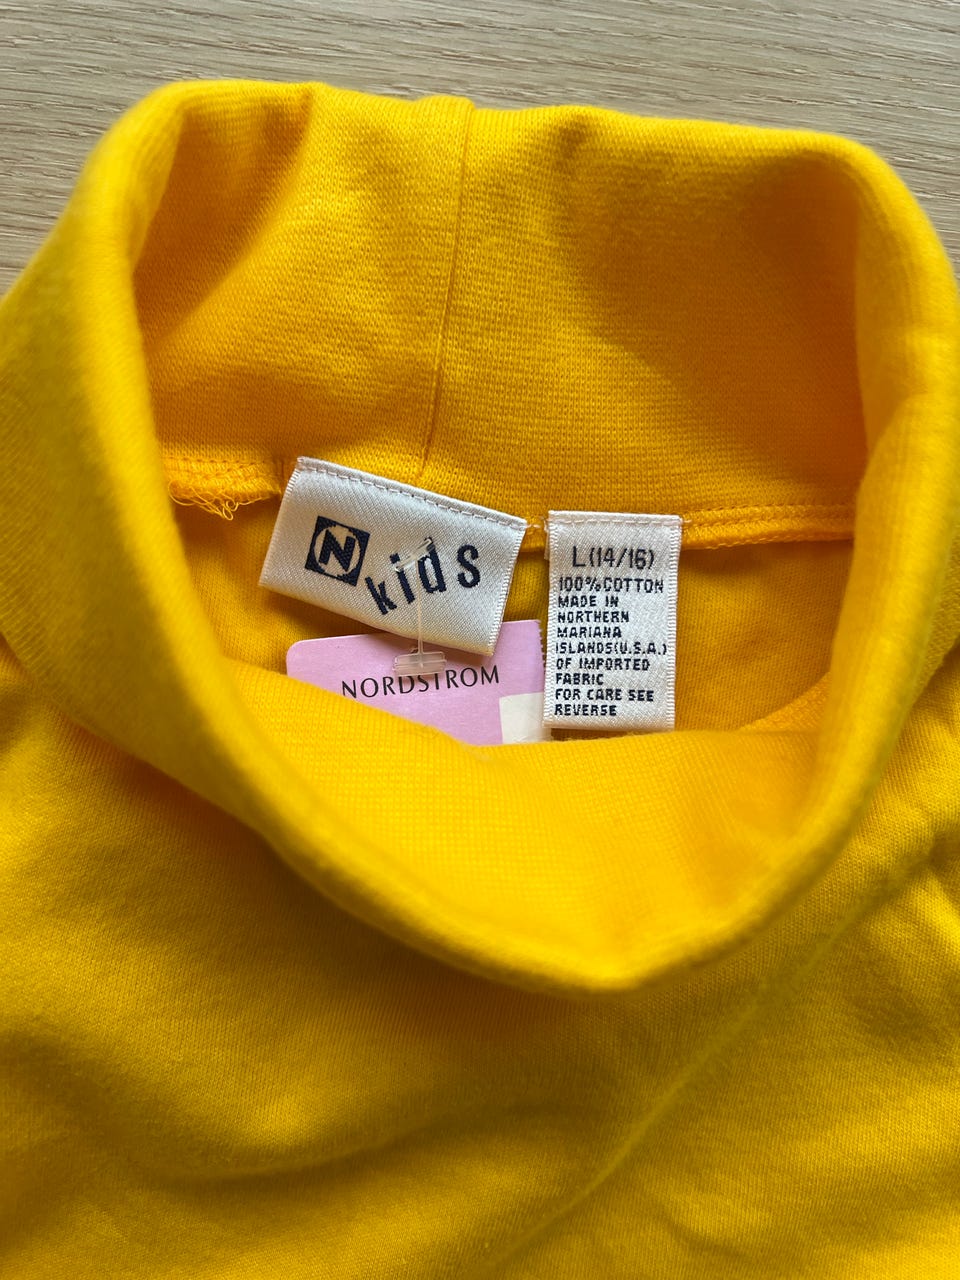 N
kids
NORDSTROM
L(14/16)
100%COTTON
MADE IN
NORTHERN
MARIANA
ISLANDS(U.S.A.)
OF IMPORTED
FABRIC
FOR CARE SEE
REVERSE